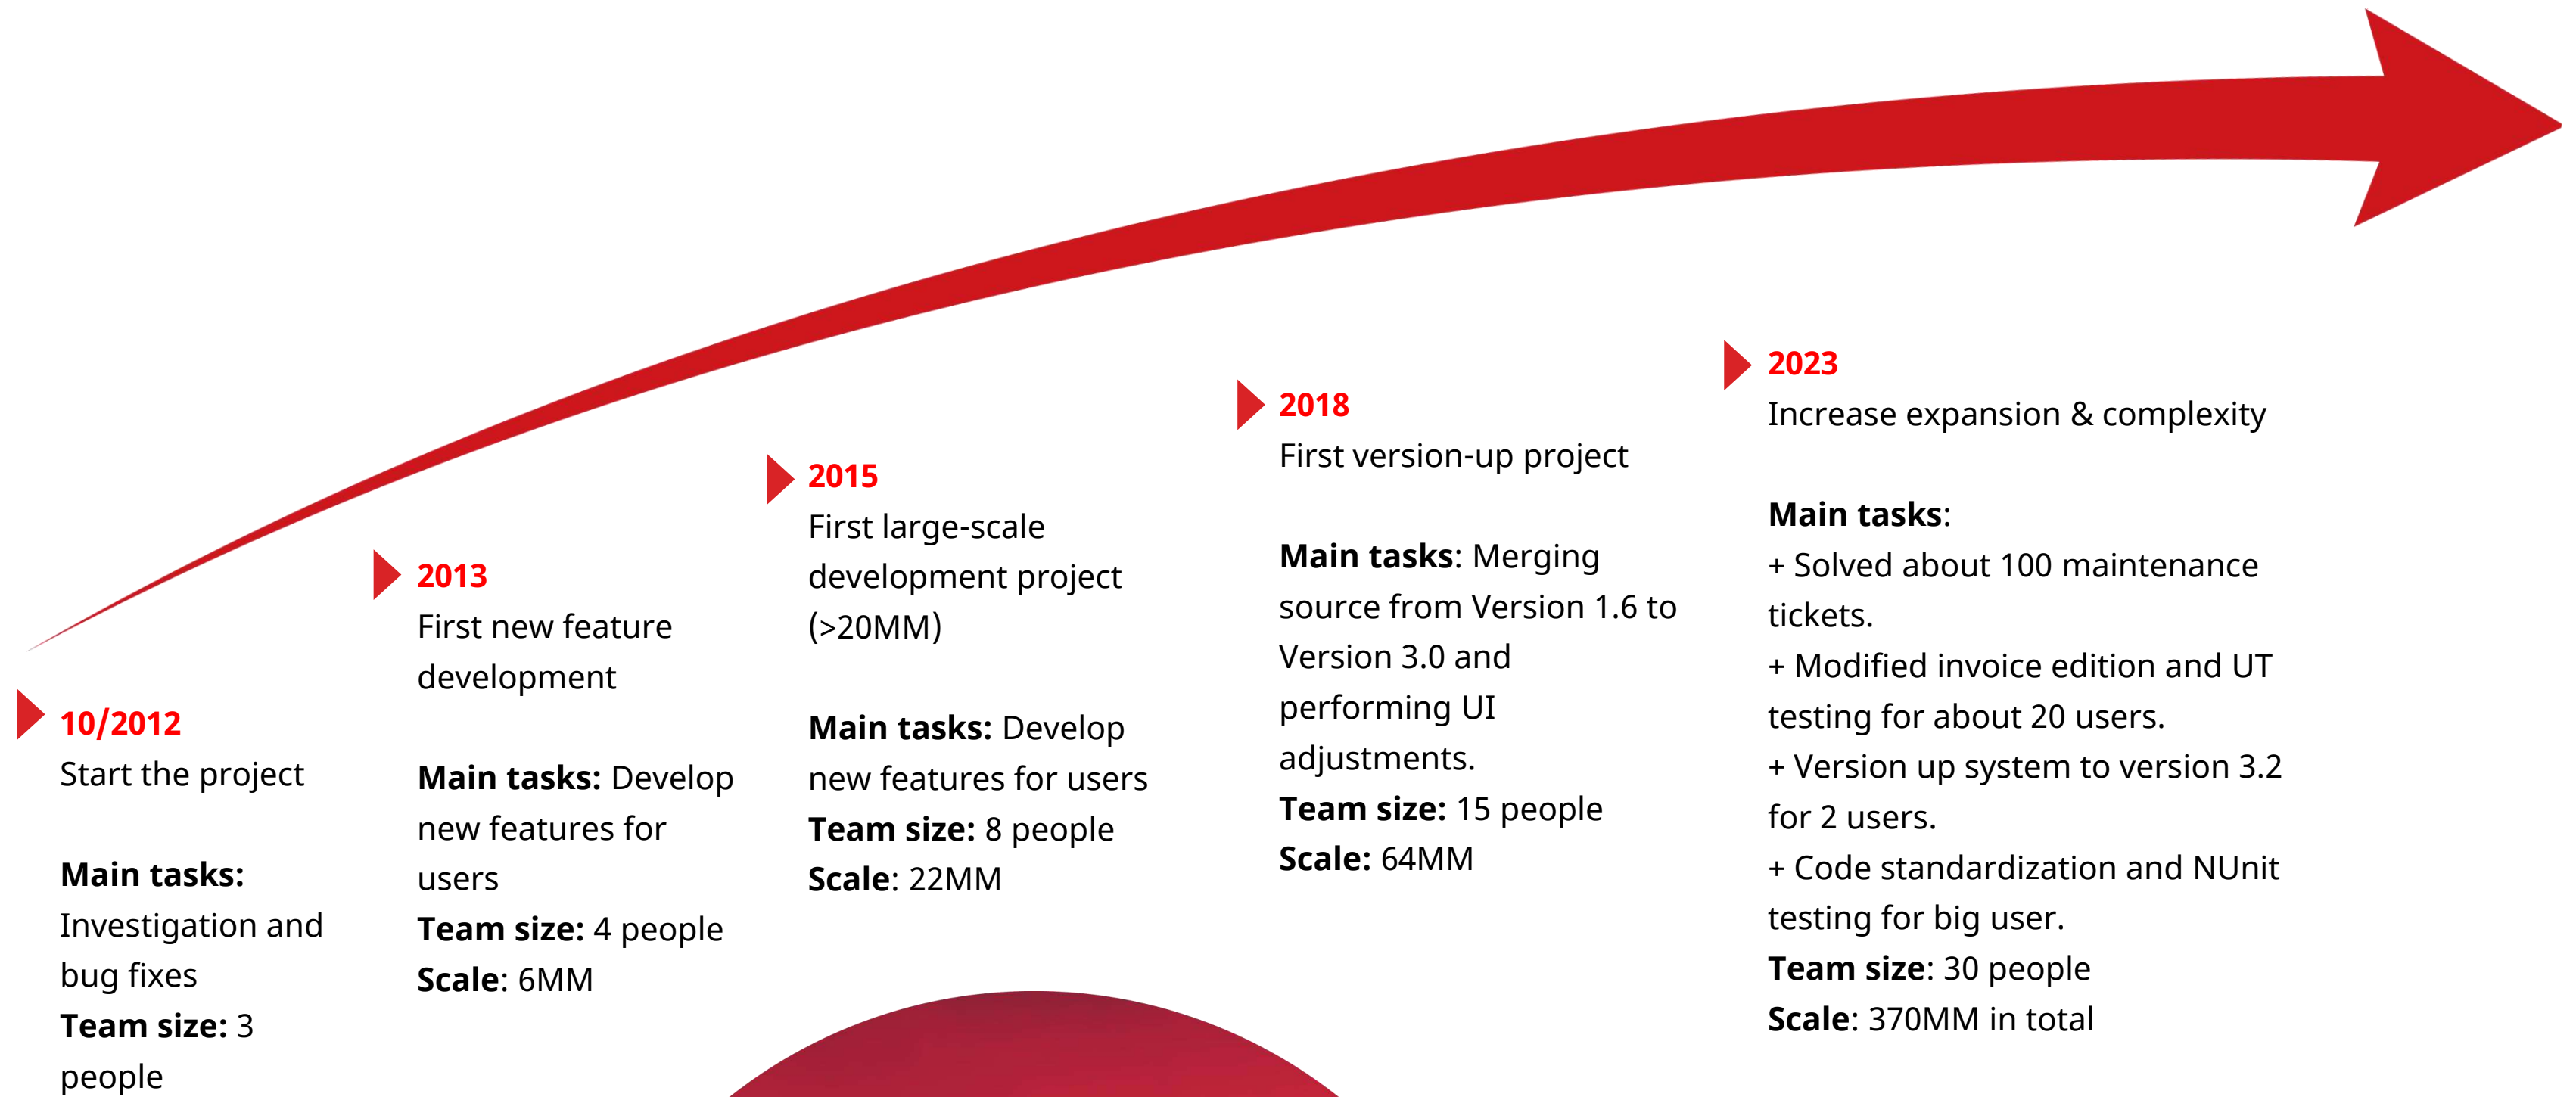 10/2012
Start the project
Main tasks:
Investigation and
bug fixes
Team size: 3
people
2013
First new feature
development
Main tasks: Develop
new features for
users
Team size: 4 people
Scale: 6MM
2015
First large-scale
development project
(>20MM)
Main tasks: Develop
new features for users
Team size: 8 people
Scale: 22MM
2018
First version-up project
Main tasks: Merging
source from Version 1.6 to
Version 3.0 and
performing UI
adjustments.
Team size: 15 people
Scale: 64MM
2023
Increase expansion & complexity
Main tasks:
+ Solved about 100 maintenance
tickets.
+ Modified invoice edition and UT
testing for about 20 users.
+ Version up system to version 3.2
for 2 users.
+ Code standardization and NUnit
testing for big user.
Team size: 30 people
Scale: 370MM in total